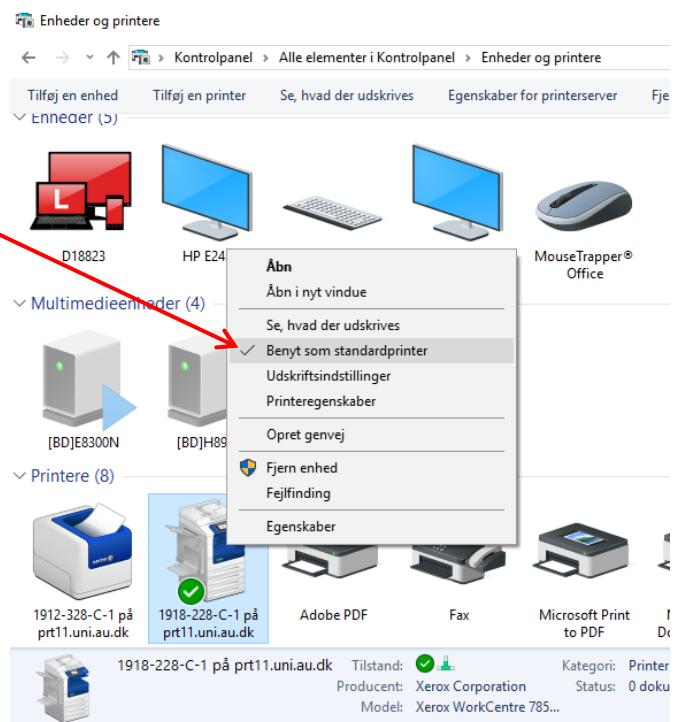 Enheder og printere
Kontrolpanel > Alle elementer i Kontrolpanel > Enheder og printere
Tilføj en enhed Tilføj en printer Se, hvad der udskrives Egenskaber for printerserver Fje
Enheder (5)
L
D18823
HP E24
MouseTrapper®
Office
Åbn
Åbn i nyt vindue
Multimedieenheder (4)
Se, hvad der udskrives
Benyt som standardprinter
Udskriftsindstillinger
Printeregenskaber
Opret genvej
[BD]E8300N
[BD]H89
Fjern enhed
Fejlfinding
Egenskaber
Printere (8)
1912-328-C-1 på
prt11.uni.au.dk
1918-228-C-1 på
prt11.uni.au.dk
Adobe PDF
Fax
Microsoft Print
to PDF
1918-228-C-1 på prt11.uni.au.dk Tilstand: Kategori: Printer
Producent: Xerox Corporation Status: 0 doku
Model: Xerox WorkCentre 785...